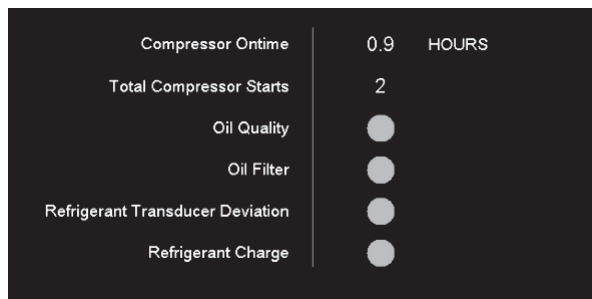 Compressor Ontime 0.9 HOURS
Total Compressor Starts 2
Oil Quality
Oil Filter
Refrigerant Transducer Deviation
Refrigerant Charge